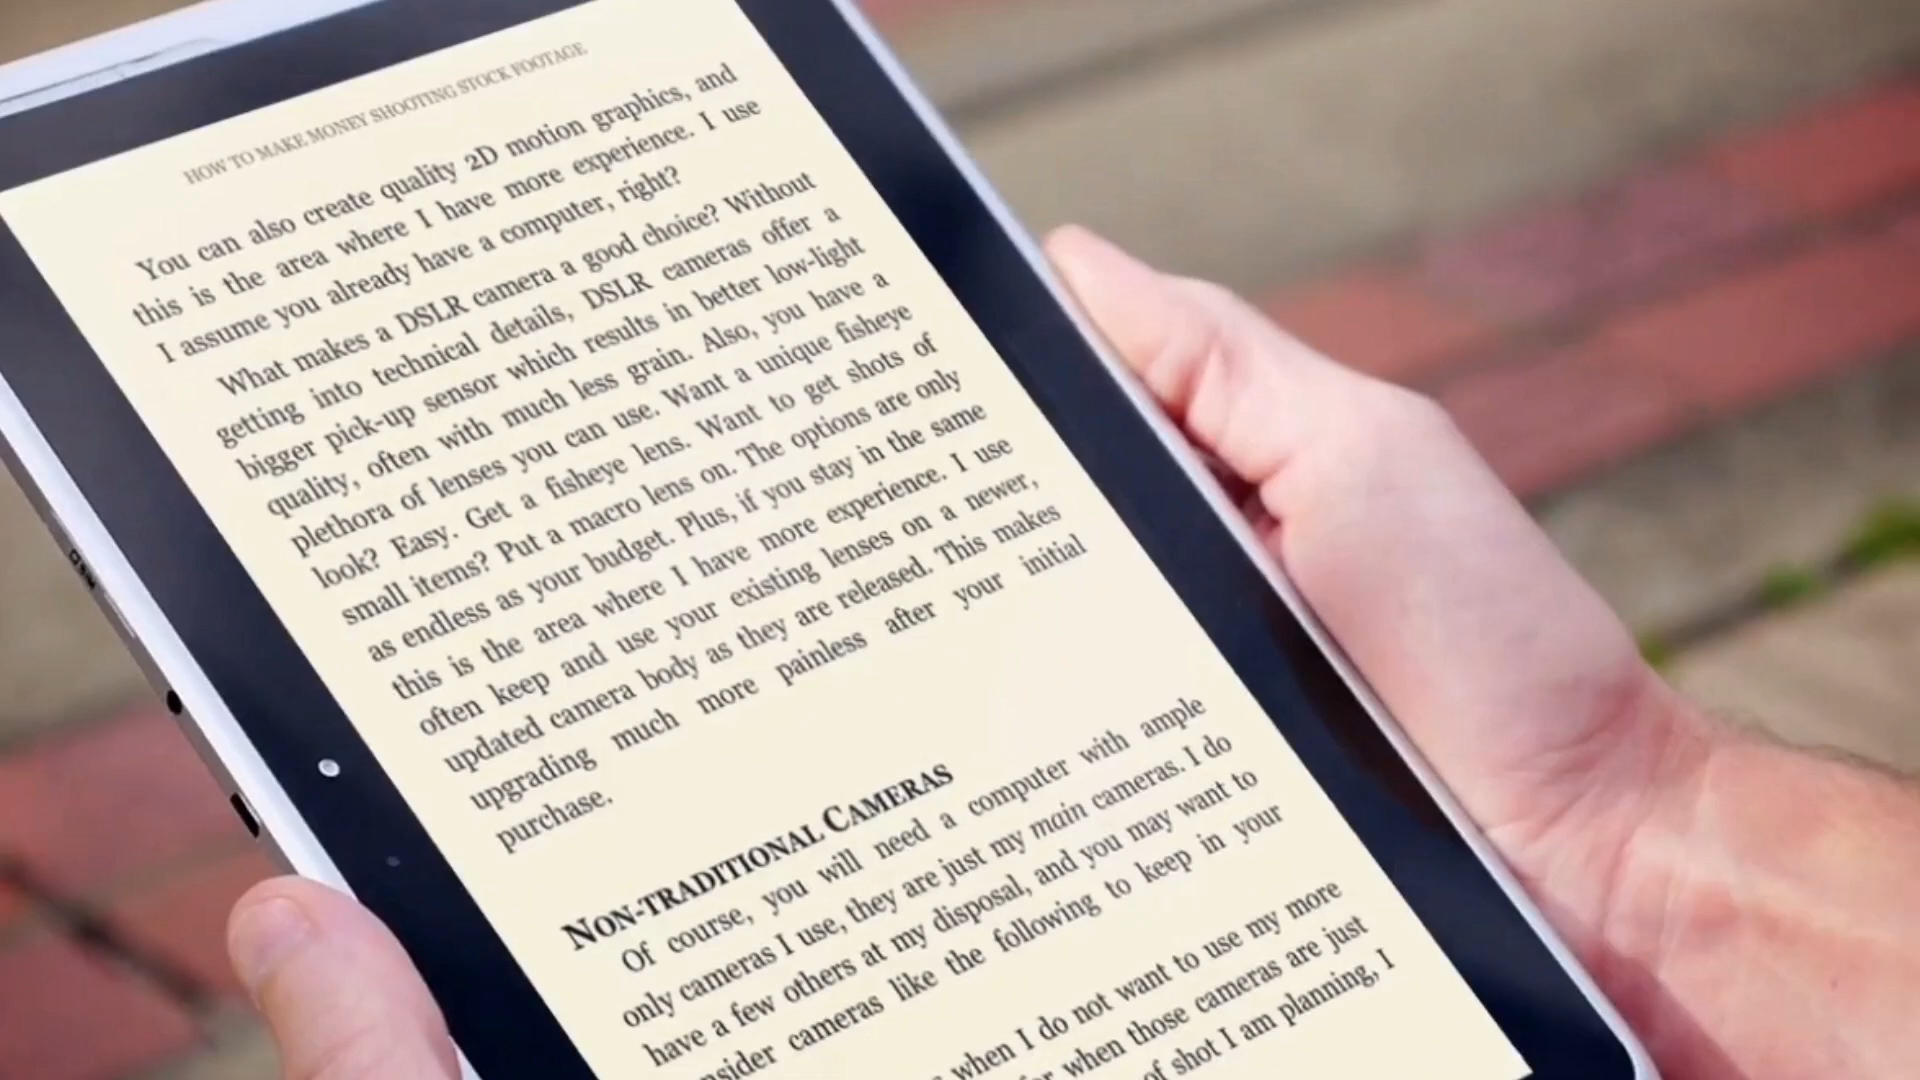 HOW TO MAKE MONEY SHOOTING STOCK FOOTAGE
You can also create quality 2D motion graphics, and
this is the area where I have more experience. I use
I assume you already have a computer, right?
What makes a DSLR camera a good choice? Without
getting into technical details, DSLR cameras offer a
bigger pick-up sensor which results in better low-light
quality, often with much less grain. Also, you have a
plethora of lenses you can use. Want a unique fisheye
look? Easy. Get a fisheye lens. Want to get shots of
small items? Put a macro lens on. The options are only
as endless as your budget. Plus, if you stay in the same
this is the area where I have more experience. I use
often keep and use your existing lenses on a newer,
updated camera body as they are released. This makes
upgrading much more painless after your initial
purchase.
NON-TRADITIONAL CAMERAS
Of course, you will need a computer with ample
only cameras I use, they are just my main cameras. I do
have a few others at my disposal, and you may want to
cameras like the following to keep in your
when I do not want to use my more
when those cameras are just
of shot I am planning, I